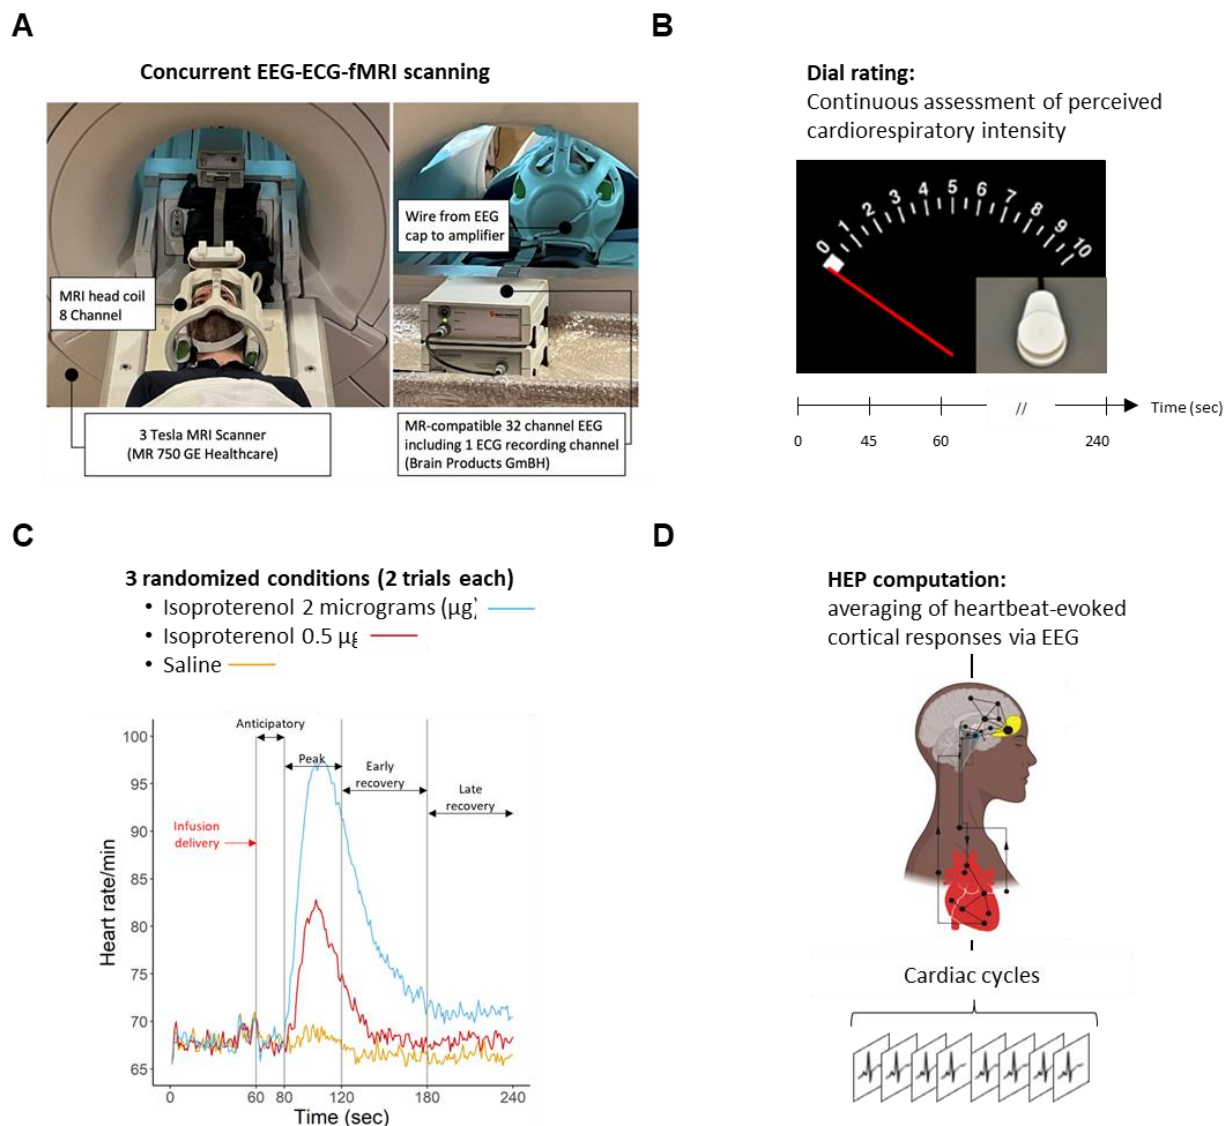 A
Concurrent EEG-ECG-fMRI scanning
Wire from EEG
cap to amplifier
MRI head coil
8 Channel
3 Tesla MRI Scanner
(MR 750 GE Healthcare)
MR-compatible 32 channel EEG
including 1 ECG recording channel
(Brain Products GmBH)
B
Dial rating:
Continuous assessment of perceived
cardiorespiratory intensity
0 1 2 3 4 5 6 7 8 9 10
//
Time (sec)
0 45 60 240
C
3 randomized conditions (2 trials each)
• Isoproterenol 2 micrograms (µg)
• Isoproterenol 0.5 µg
• Saline
Anticipatory
Peak
Early
recovery
Late
recovery
Infusion
delivery
100
95
90
85
80
75
70
65
Heart rate/min
0 60 80 120 180 240
Time (sec)
D
HEP computation:
averaging of heartbeat-evoked
cortical responses via EEG
Cardiac cycles